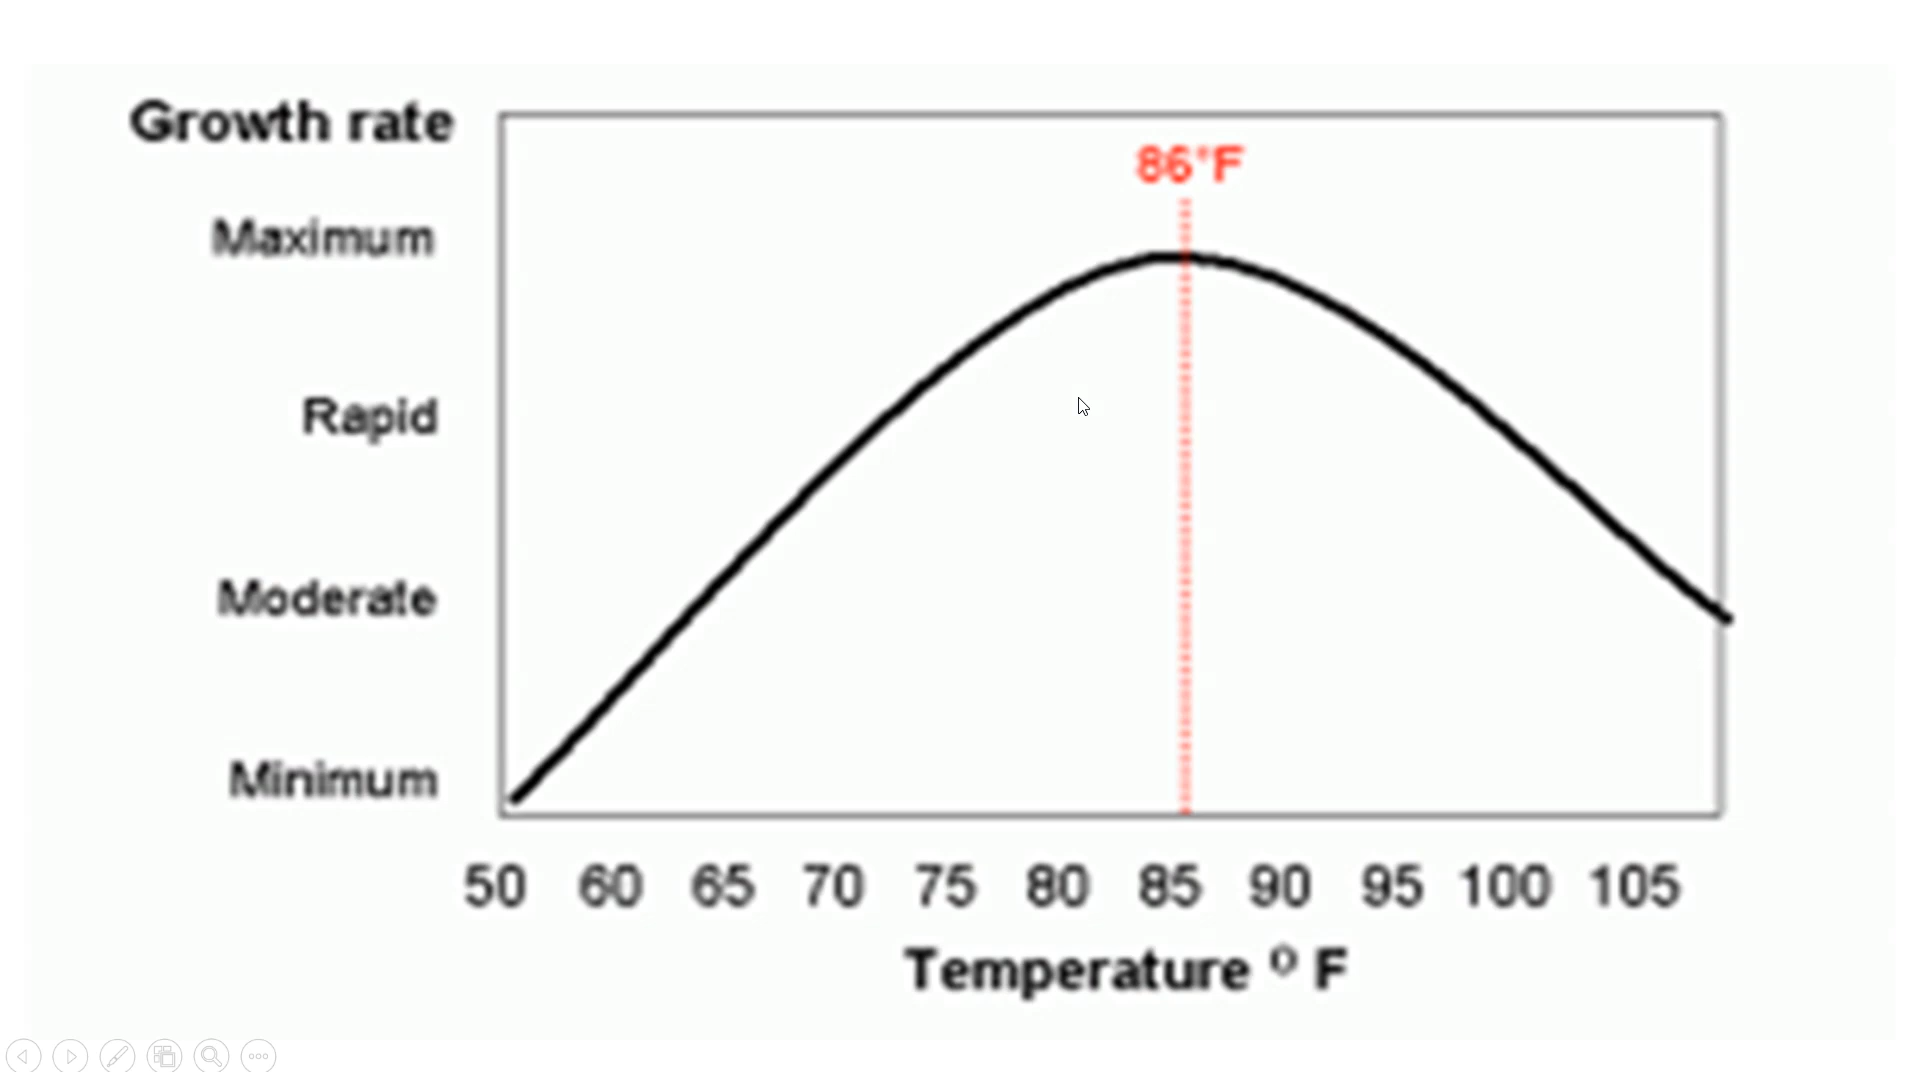 Growth rate
86°F
Maximum
Rapid
Moderate
Minimum
50 60 65 70 75 80 85 90 95 100 105
Temperature ⁰ F